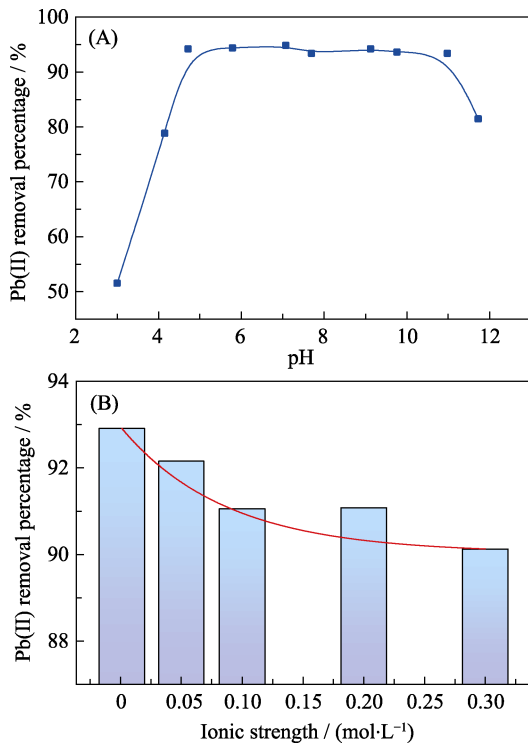 (A)
Pb(II) removal percentage / %
100
90
80
70
60
50
2 4 6 8 10 12
pH
(B)
Pb(II) removal percentage / %
94
92
90
88
0 0.05 0.10 0.15 0.20 0.25 0.30
Ionic strength / (mol·L⁻¹)